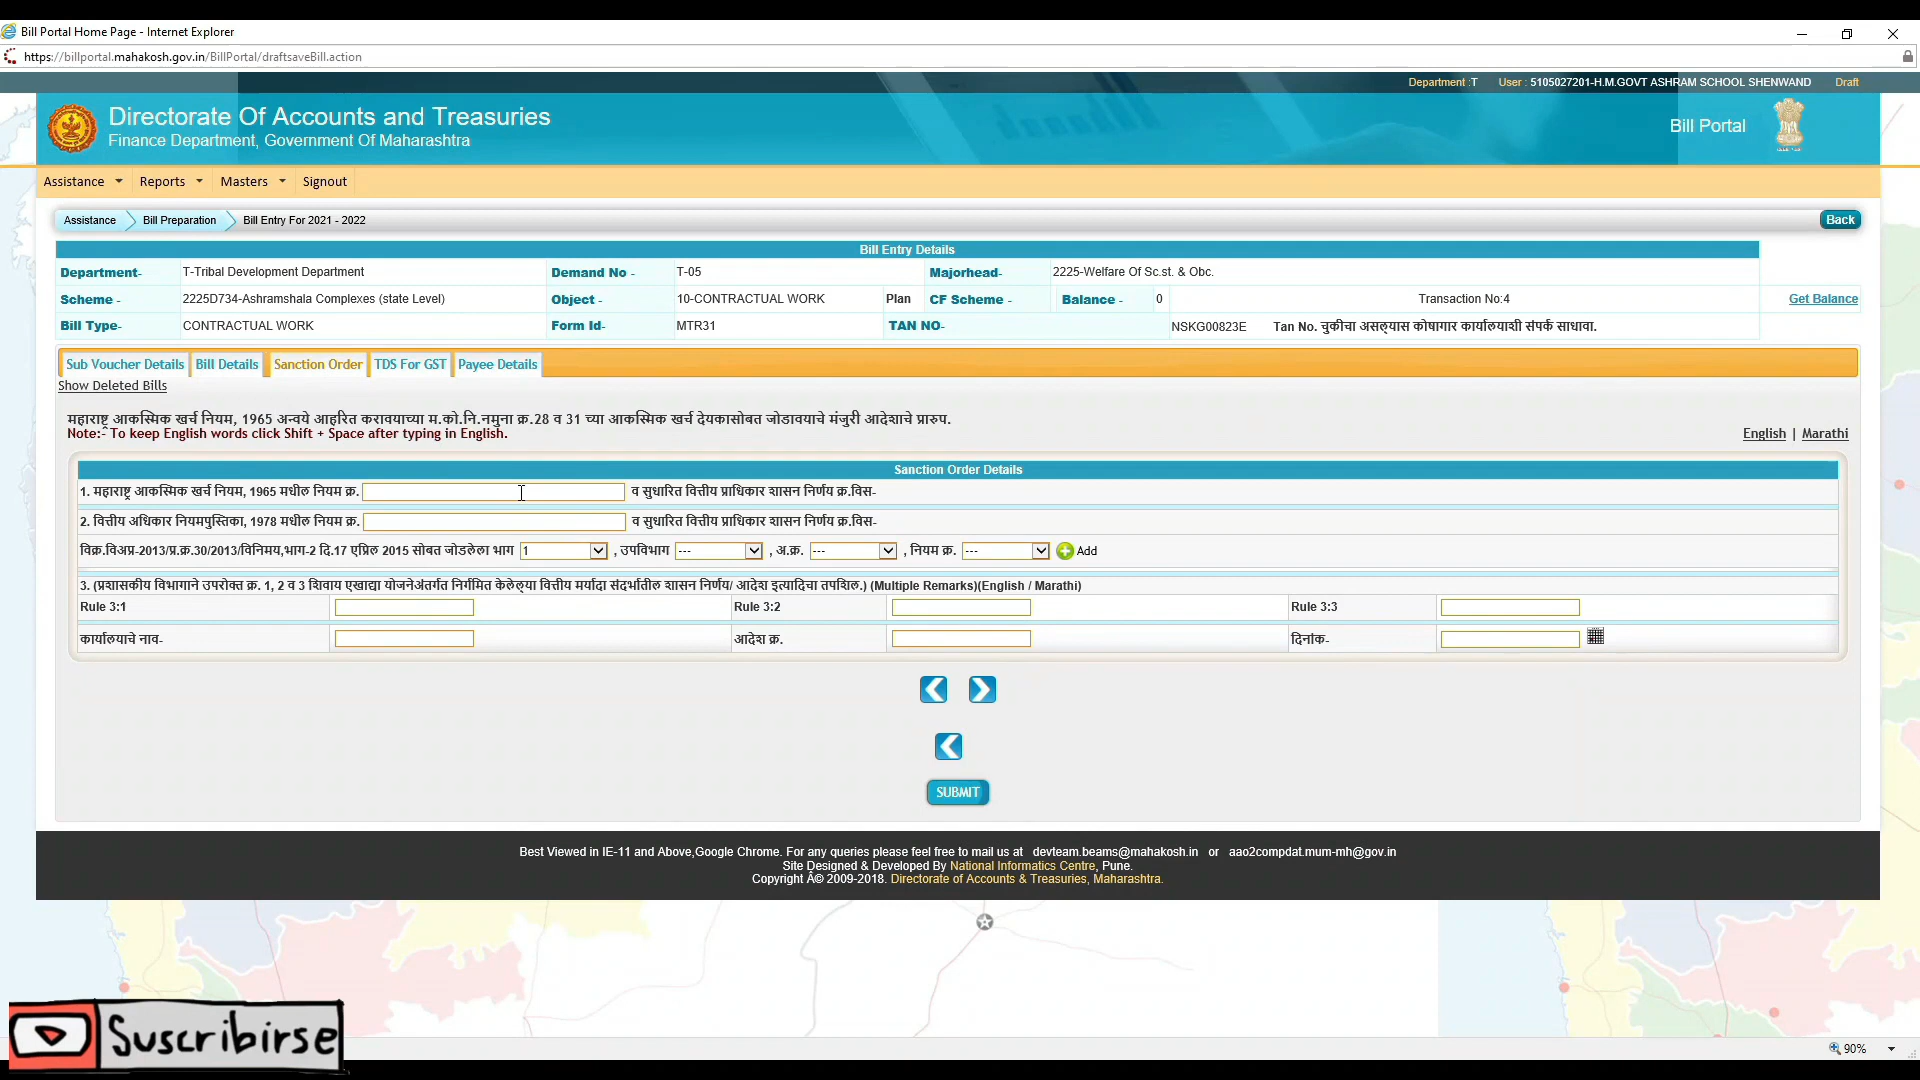 Bill Portal Home Page - Internet Explorer
https://billportal.mahakosh.gov.in/BillPortal/draftsaveBill.action
Department :T User : 5105027201-H.M.GOVT ASHRAM SCHOOL SHENWAND Draft
Directorate Of Accounts and Treasuries
Finance Department, Government Of Maharashtra
Bill Portal
Assistance Reports Masters Signout
Assistance Bill Preparation Bill Entry For 2021 - 2022 Back
Bill Entry Details
Department- T-Tribal Development Department Demand No - T-05 Majorhead- 2225-Welfare Of Sc.st. & Obc.
Scheme - 2225D734-Ashramshala Complexes (state Level) Object - 10-CONTRACTUAL WORK Plan CF Scheme - Balance - 0 Transaction No:4 Get Balance
Bill Type- CONTRACTUAL WORK Form Id- MTR31 TAN NO- NSKG00823E Tan No. चुकीचा असल्यास कोषागार कार्यालयाशी संपर्क साधावा.
Sub Voucher Details Bill Details Sanction Order TDS For GST Payee Details
Show Deleted Bills
महाराष्ट्र आकस्मिक खर्च नियम, 1965 अन्वये आहरित करावयाच्या म.को.नि.नमुना क्र.28 व 31 च्या आकस्मिक खर्च देयकासोबत जोडावयाचे मंजुरी आदेशाचे प्रारुप.
Note:- To keep English words click Shift + Space after typing in English.
English | Marathi
Sanction Order Details
1. महाराष्ट्र आकस्मिक खर्च नियम, 1965 मधील नियम क्र. व सुधारित वित्तीय प्राधिकार शासन निर्णय क्र.विस-
2. वित्तीय अधिकार नियमपुस्तिका, 1978 मधील नियम क्र. व सुधारित वित्तीय प्राधिकार शासन निर्णय क्र.विस-
विक्र.विअप्र-2013/प्र.क्र.30/2013/विनिमय,भाग-2 दि.17 एप्रिल 2015 सोबत जोडलेला भाग 1 , उपविभाग --- , अ.क्र. --- , नियम क्र. --- Add
3. (प्रशासकीय विभागाने उपरोक्त क्र. 1, 2 व 3 शिवाय एखाद्या योजनेअंतर्गत निर्गमित केलेल्या वित्तीय मर्यादा संदर्भातील शासन निर्णय/ आदेश इत्यादिचा तपशिल.) (Multiple Remarks)(English / Marathi)
Rule 3:1 Rule 3:2 Rule 3:3
कार्यालयाचे नाव- आदेश क्र. दिनांक-
SUBMIT
Best Viewed in IE-11 and Above,Google Chrome. For any queries please feel free to mail us at devteam.beams@mahakosh.in or aao2compdat.mum-mh@gov.in
Site Designed & Developed By National Informatics Centre, Pune.
Copyright Â© 2009-2018. Directorate of Accounts & Treasuries, Maharashtra.
Suscribirse
90%